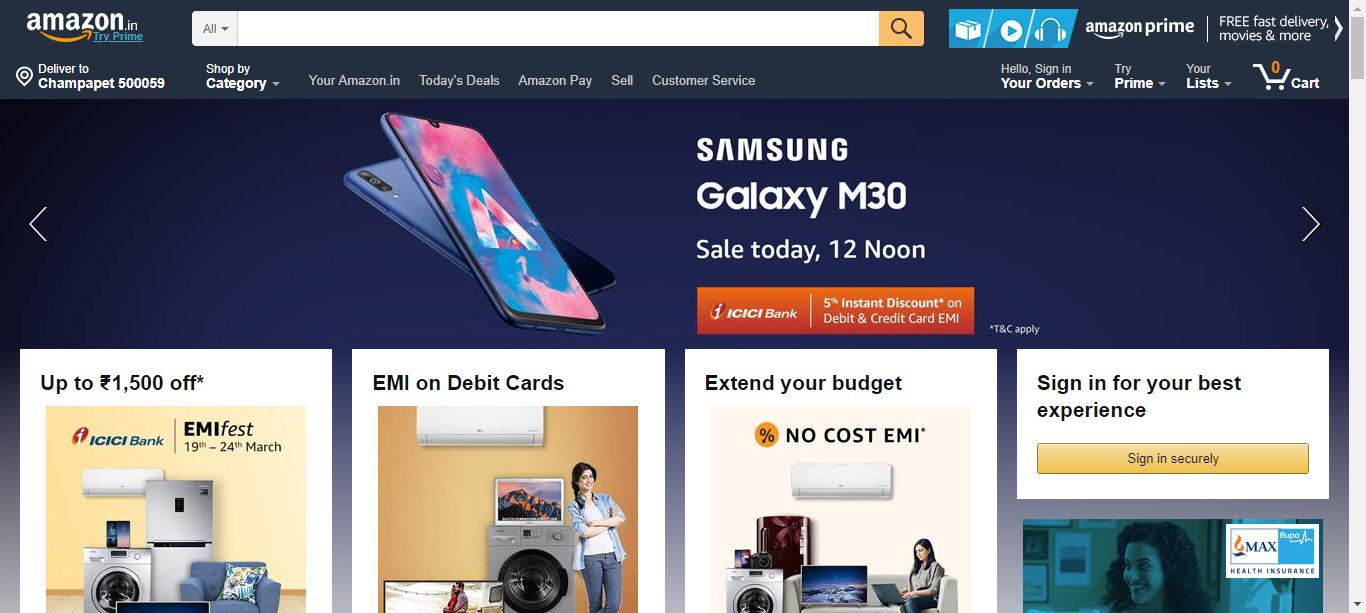 amazon.in
Try Prime
All
amazon prime
FREE fast delivery,
movies & more
Deliver to
Champapet 500059
Shop by
Category
Your Amazon.in
Today's Deals
Amazon Pay
Sell
Customer Service
Hello, Sign in
Your Orders
Try
Prime
Your
Lists
0
Cart
SAMSUNG
Galaxy M30
Sale today, 12 Noon
ICICI Bank
5% Instant Discount* on
Debit & Credit Card EMI
*T&C apply
Up to ₹1,500 off*
ICICI Bank
EMIfest
19th – 24th March
EMI on Debit Cards
Extend your budget
% NO COST EMI*
Sign in for your best
experience
Sign in securely
MAX
Bupa
HEALTH INSURANCE